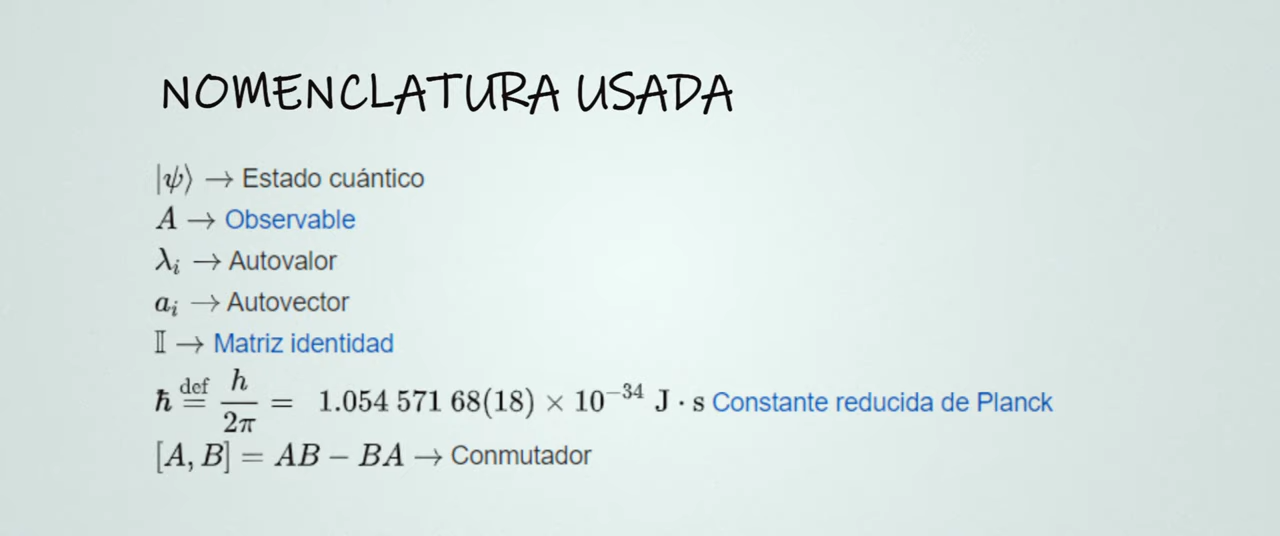 NOMENCLATURA USADA
|ψ⟩ → Estado cuántico
A → Observable
λᵢ → Autovalor
aᵢ → Autovector
𝕀 → Matriz identidad
ħ ≝ h/2π = 1.054 571 68(18) × 10⁻³⁴ J · s Constante reducida de Planck
[A, B] = AB − BA → Conmutador